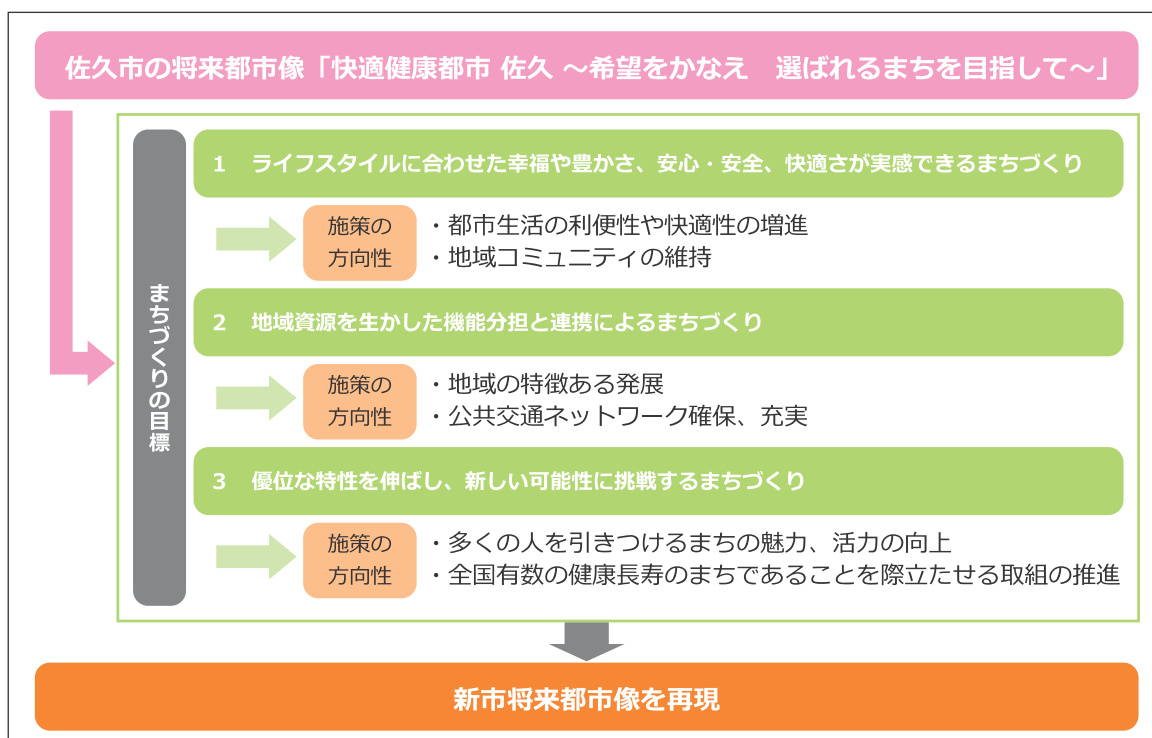 佐久市の将来都市像「快適健康都市 佐久 ～希望をかなえ　選ばれるまちを目指して～」
まちづくりの目標
1　ライフスタイルに合わせた幸福や豊かさ、安心・安全、快適さが実感できるまちづくり
施策の
方向性
・都市生活の利便性や快適性の増進
・地域コミュニティの維持
2　地域資源を生かした機能分担と連携によるまちづくり
施策の
方向性
・地域の特徴ある発展
・公共交通ネットワーク確保、充実
3　優位な特性を伸ばし、新しい可能性に挑戦するまちづくり
施策の
方向性
・多くの人を引きつけるまちの魅力、活力の向上
・全国有数の健康長寿のまちであることを際立たせる取組の推進
新市将来都市像を再現